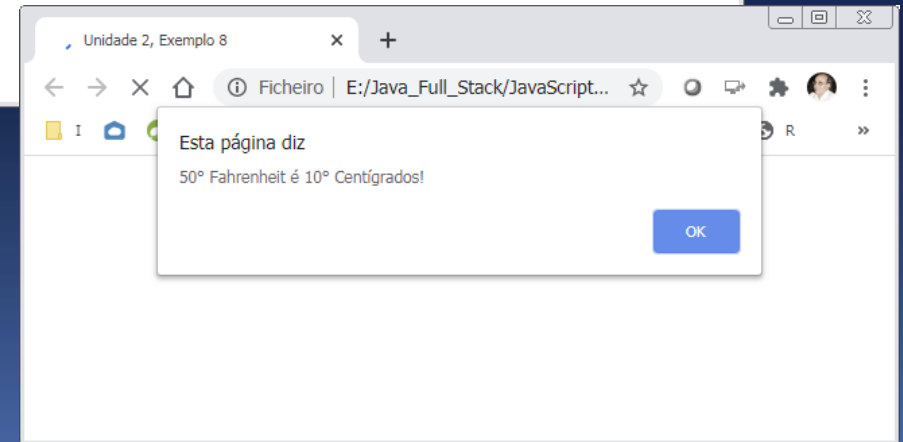 Unidade 2, Exemplo 8
Ficheiro | E:/Java_Full_Stack/JavaScript...
I
R
Esta página diz
50° Fahrenheit é 10° Centígrados!
OK